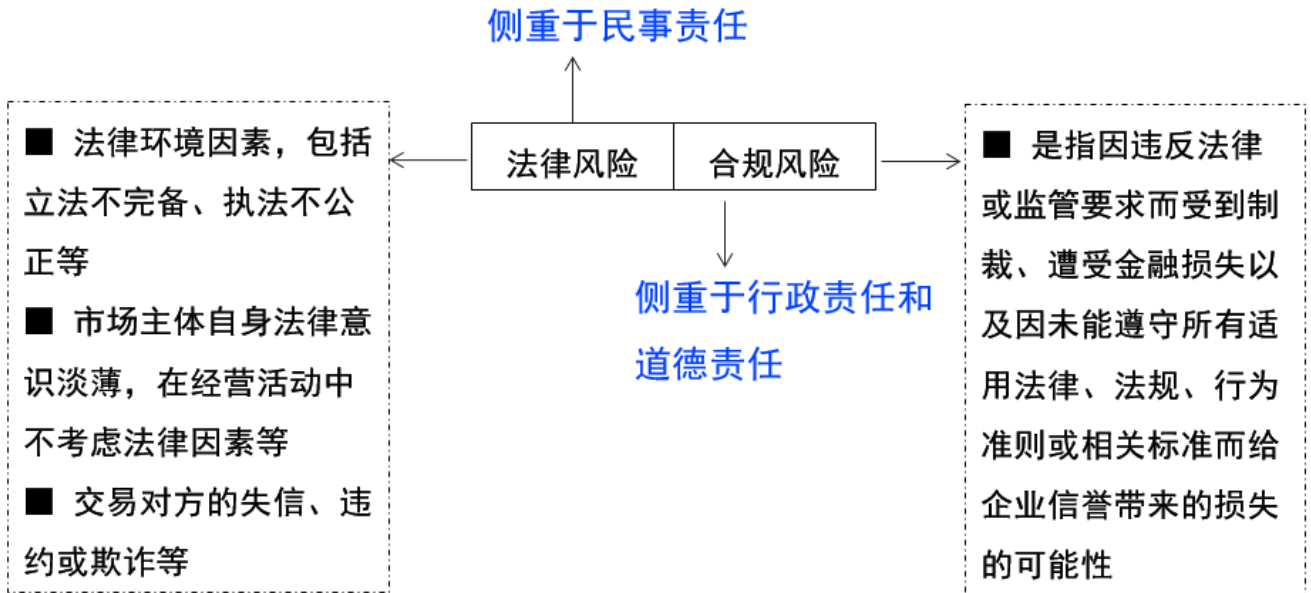 侧重于民事责任
■ 法律环境因素，包括
立法不完备、执法不公
正等
■ 市场主体自身法律意
识淡薄，在经营活动中
不考虑法律因素等
■ 交易对方的失信、违
约或欺诈等
法律风险
合规风险
侧重于行政责任和
道德责任
■ 是指因违反法律
或监管要求而受到制
裁、遭受金融损失以
及因未能遵守所有适
用法律、法规、行为
准则或相关标准而给
企业信誉带来的损失
的可能性